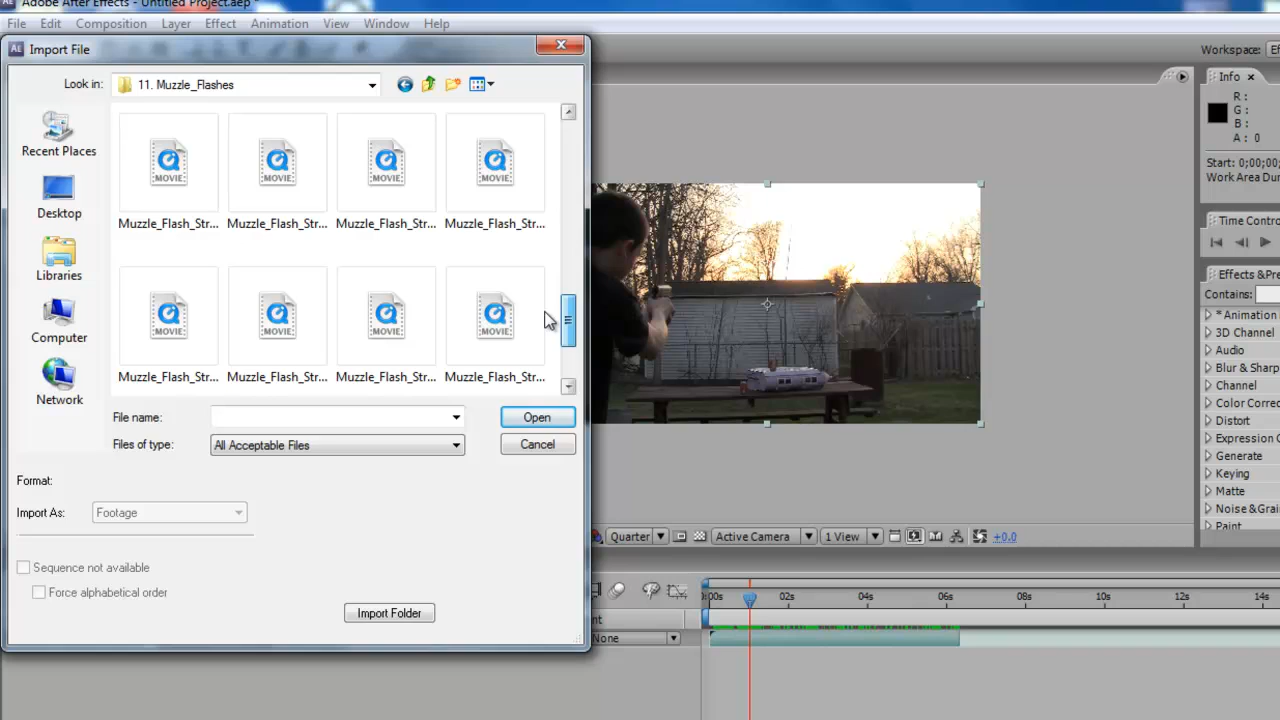 Adobe After Effects - Untitled Project.aep *
File Edit Composition Layer Effect Animation View Window Help
Import File
Look in: 11. Muzzle_Flashes
Recent Places
Desktop
Libraries
Computer
Network
MOVIE MOVIE MOVIE MOVIE
Muzzle_Flash_Str... Muzzle_Flash_Str... Muzzle_Flash_Str... Muzzle_Flash_Str...
MOVIE MOVIE MOVIE MOVIE
Muzzle_Flash_Str... Muzzle_Flash_Str... Muzzle_Flash_Str... Muzzle_Flash_Str...
File name: Open
Files of type: All Acceptable Files Cancel
Format:
Import As: Footage
Sequence not available
Force alphabetical order
Import Folder
Workspace:
Info
R :
G :
B :
A : 0
Start: 0;00;00;
Work Area Dur
Time Contro
Effects & Pre
Contains:
* Animation
3D Channel
Audio
Blur & Sharpe
Channel
Color Correc
Distort
Expression C
Generate
Keying
Matte
Noise & Grai
Paint
Quarter Active Camera 1 View +0.0
:00s 02s 04s 06s 08s 10s 12s 14s
None